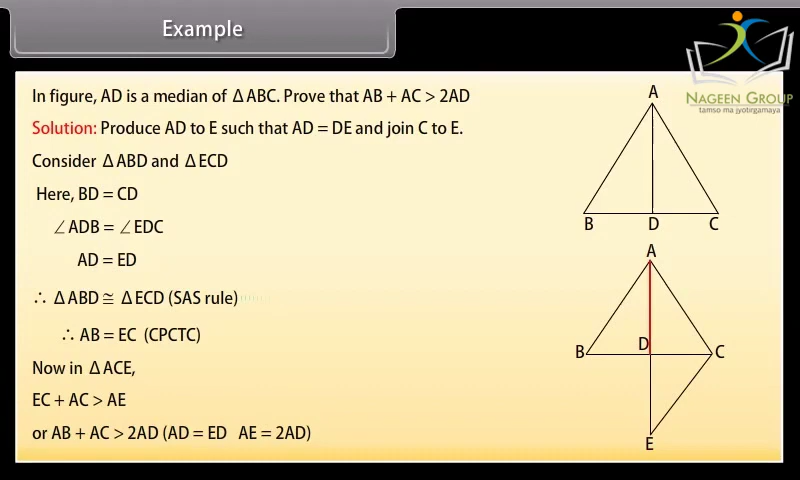 Example
NAGEEN GROUP
tamso ma jyotirgamaya
In figure, AD is a median of ΔABC. Prove that AB + AC > 2AD
Solution: Produce AD to E such that AD = DE and join C to E.
Consider ΔABD and ΔECD
Here, BD = CD
∠ADB = ∠EDC
AD = ED
∴ ΔABD ≅ ΔECD (SAS rule)
∴ AB = EC (CPCTC)
Now in ΔACE,
EC + AC > AE
or AB + AC > 2AD (AD = ED AE = 2AD)
A
B D C
A
B D C
E